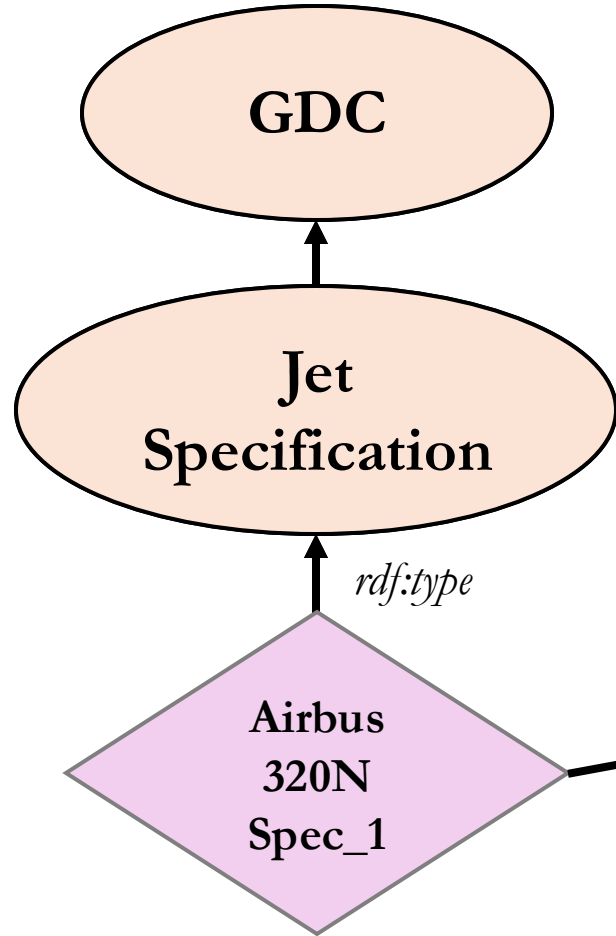 GDC
Jet
Specification
rdf:type
Airbus
320N
Spec_1